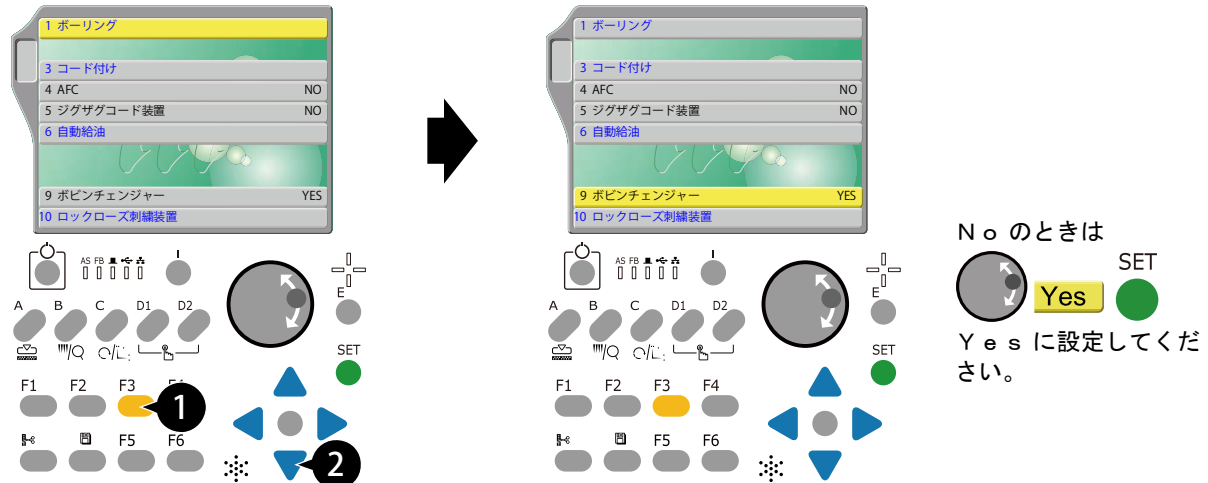 1 ボーリング
3 コード付け
4 AFC NO
5 ジグザグコード装置 NO
6 自動給油
9 ボビンチェンジャー YES
10 ロックローズ刺繍装置
AS FB
E
A B C D1 D2
SET
F1 F2 F3
1
F5 F6
2
1 ボーリング
3 コード付け
4 AFC NO
5 ジグザグコード装置 NO
6 自動給油
9 ボビンチェンジャー YES
10 ロックローズ刺繍装置
AS FB
E
A B C D1 D2
SET
F1 F2 F3 F4
F5 F6
Ｎｏのときは
SET
Yes
Ｙｅｓに設定してくだ
さい。